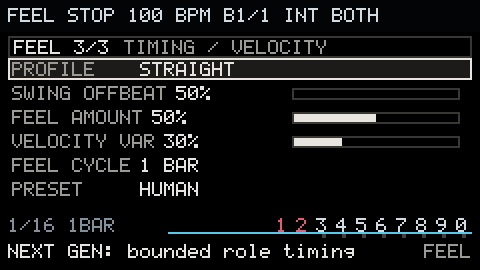 FEEL STOP 100 BPM B1/1 INT BOTH
FEEL 3/3 TIMING / VELOCITY
PROFILE STRAIGHT
SWING OFFBEAT 50%
FEEL AMOUNT 50%
VELOCITY VAR 30%
FEEL CYCLE 1 BAR
PRESET HUMAN
1/16 1BAR 1 2 3 4 5 6 7 8 9 0
NEXT GEN: bounded role timing FEEL